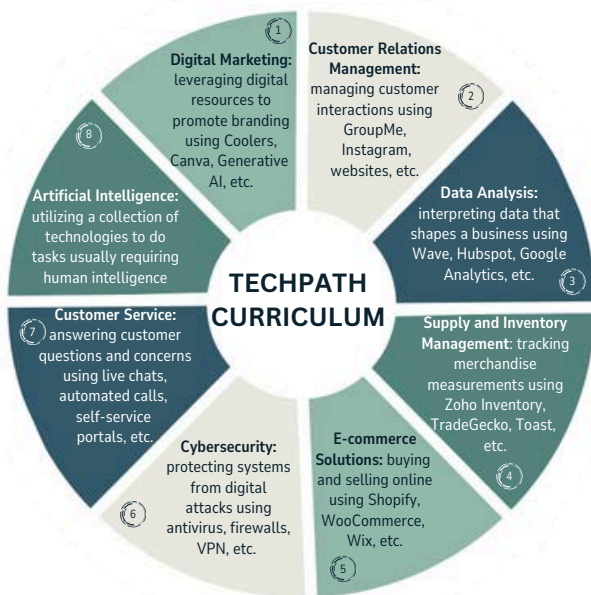 TECHPATH
CURRICULUM
1
Digital Marketing:
leveraging digital
resources to
promote branding
using Coolers,
Canva, Generative
AI, etc.
Customer Relations
Management:
managing customer
interactions using
GroupMe,
Instagram,
websites, etc.
2
Data Analysis:
interpreting data that
shapes a business using
Wave, Hubspot, Google
Analytics, etc.
3
Supply and Inventory
Management: tracking
merchandise
measurements using
Zoho Inventory,
TradeGecko, Toast,
etc.
4
E-commerce
Solutions: buying
and selling online
using Shopify,
WooCommerce,
Wix, etc.
5
Cybersecurity:
protecting systems
from digital
attacks using
antivirus, firewalls,
VPN, etc.
6
Customer Service:
answering customer
questions and concerns
using live chats,
automated calls,
self-service
portals, etc.
7
8
Artificial Intelligence:
utilizing a collection of
technologies to do
tasks usually requiring
human intelligence